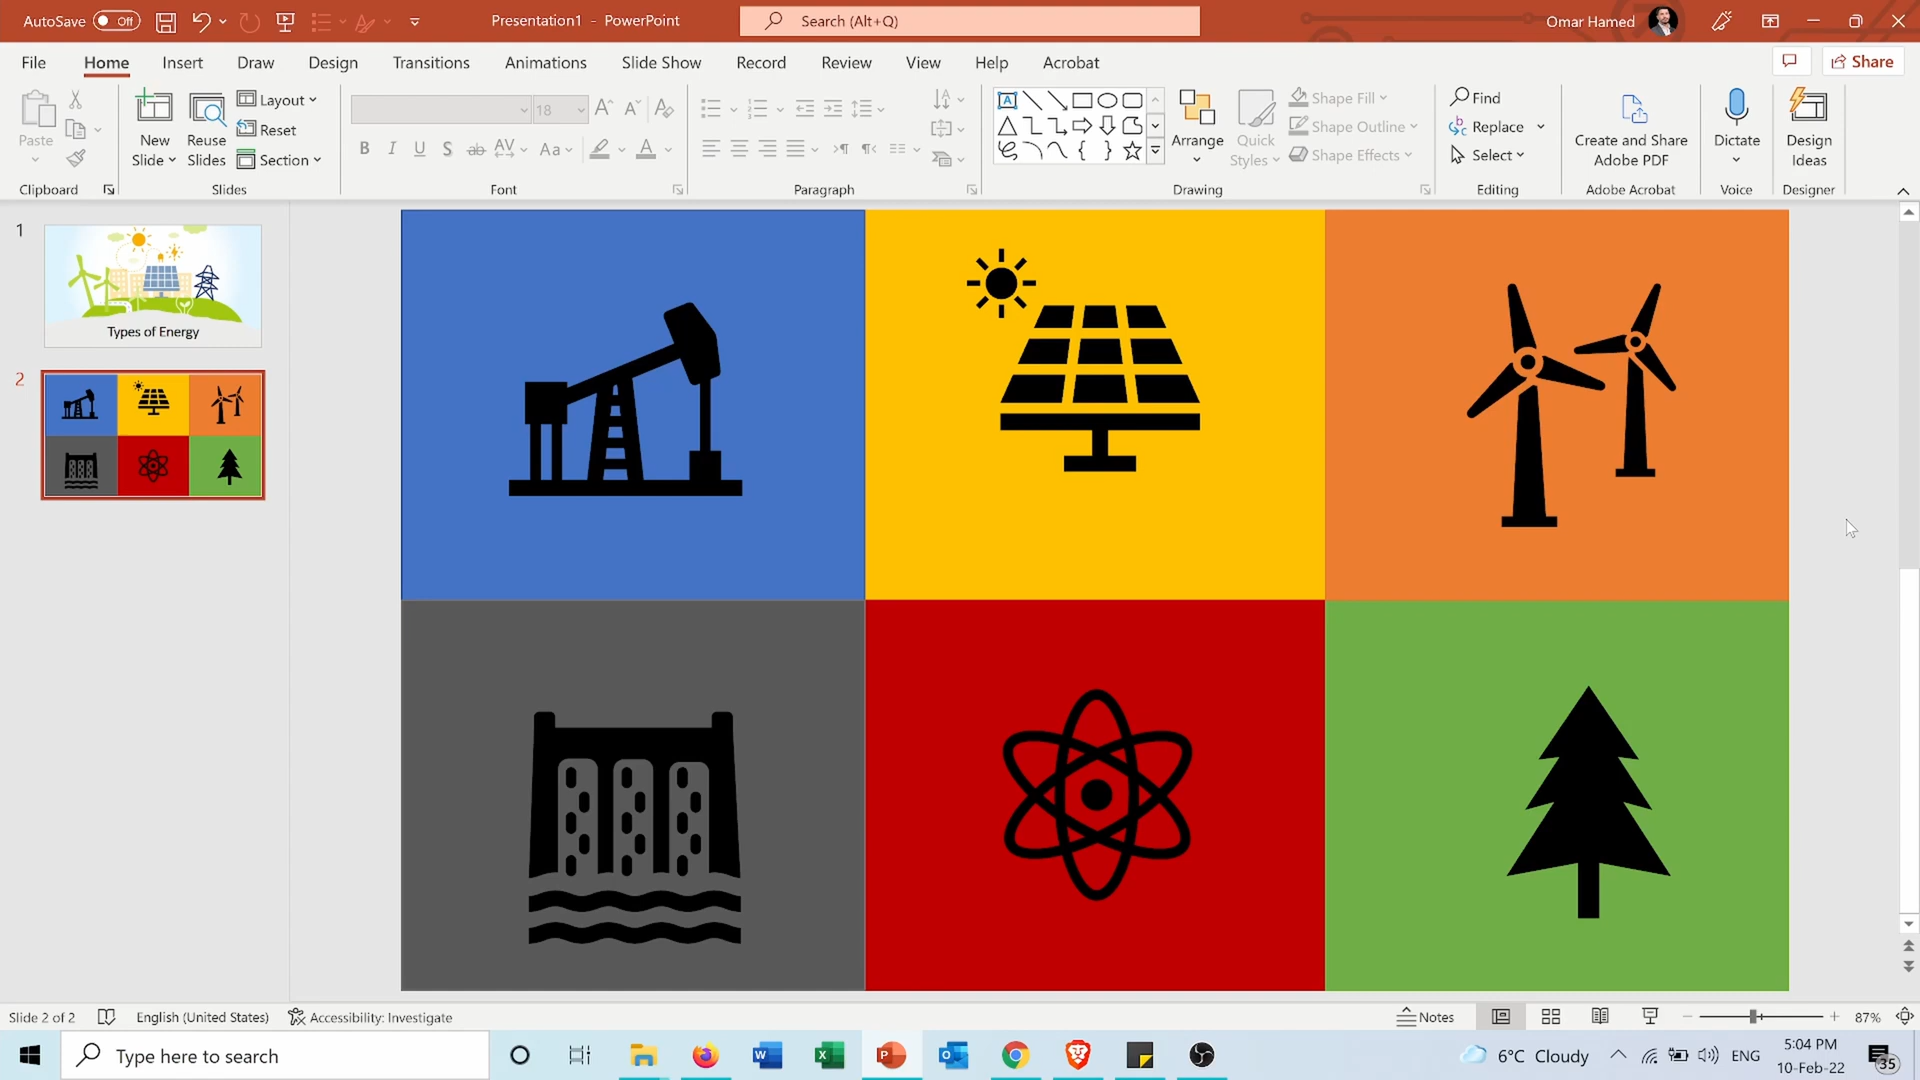 AutoSave Off Presentation1 - PowerPoint Search (Alt+Q) Omar Hamed
File Home Insert Draw Design Transitions Animations Slide Show Record Review View Help Acrobat Share
Paste
New
Slide
Reuse
Slides
Layout
Reset
Section
18
B I U S ab AV Aa A
Arrange
Quick
Styles
Shape Fill
Shape Outline
Shape Effects
Find
Replace
Select
Create and Share
Adobe PDF
Dictate
Design
Ideas
Clipboard Slides Font Paragraph Drawing Editing Adobe Acrobat Voice Designer
1
Types of Energy
2
Slide 2 of 2 English (United States) Accessibility: Investigate Notes 87%
Type here to search
6°C Cloudy ENG
5:04 PM
10-Feb-22
35